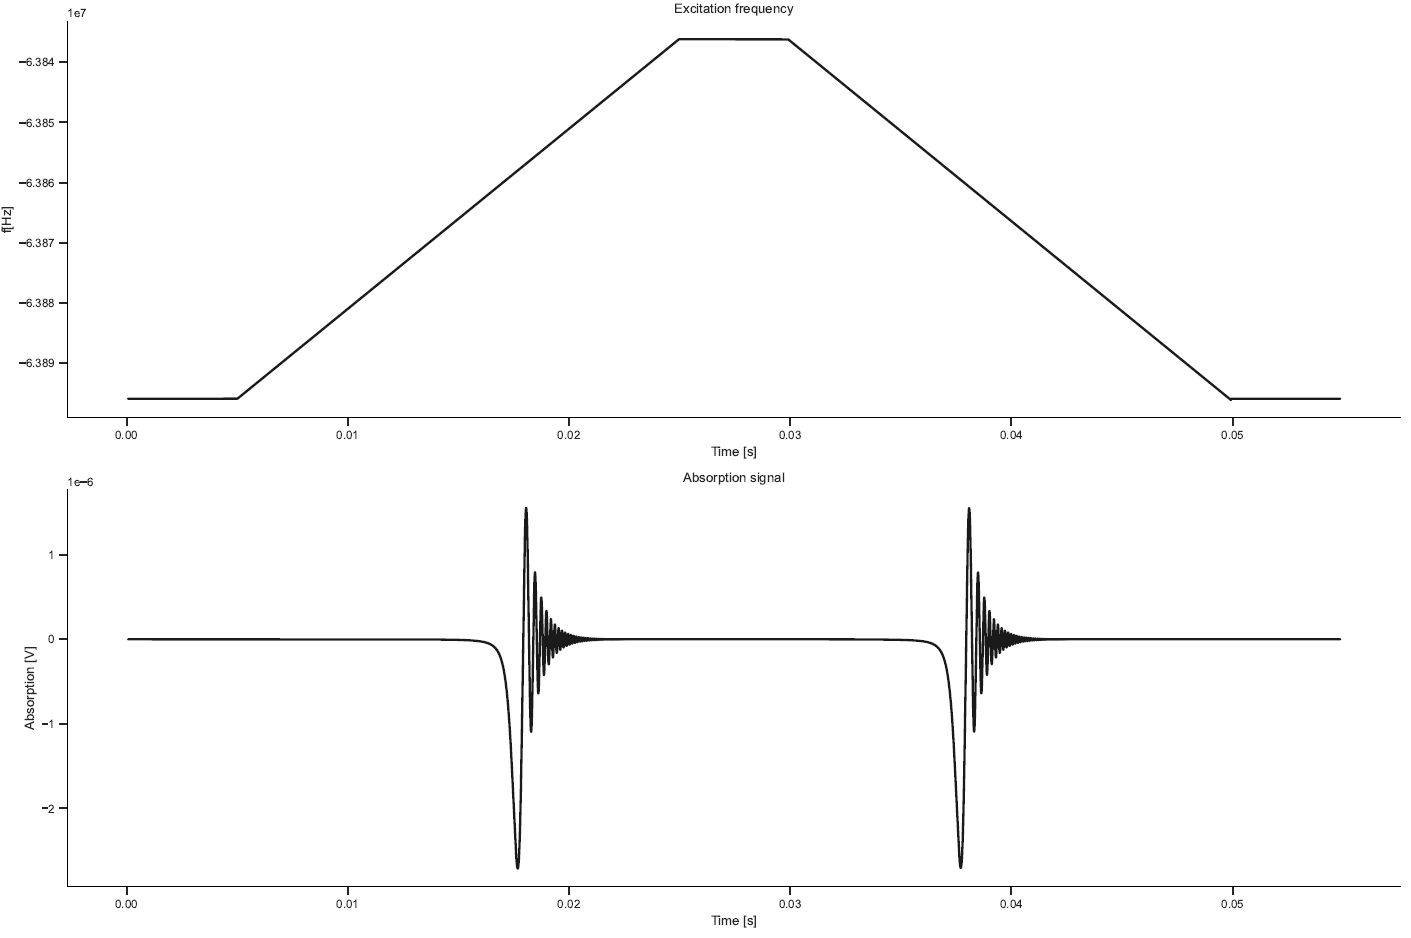 Excitation frequency
1e7
−6.384
−6.385
−6.386
−6.387
−6.388
−6.389
f[Hz]
0.00 0.01 0.02 0.03 0.04 0.05
Time [s]
Absorption signal
1e−6
1
0
−1
−2
Absorption [V]
0.00 0.01 0.02 0.03 0.04 0.05
Time [s]